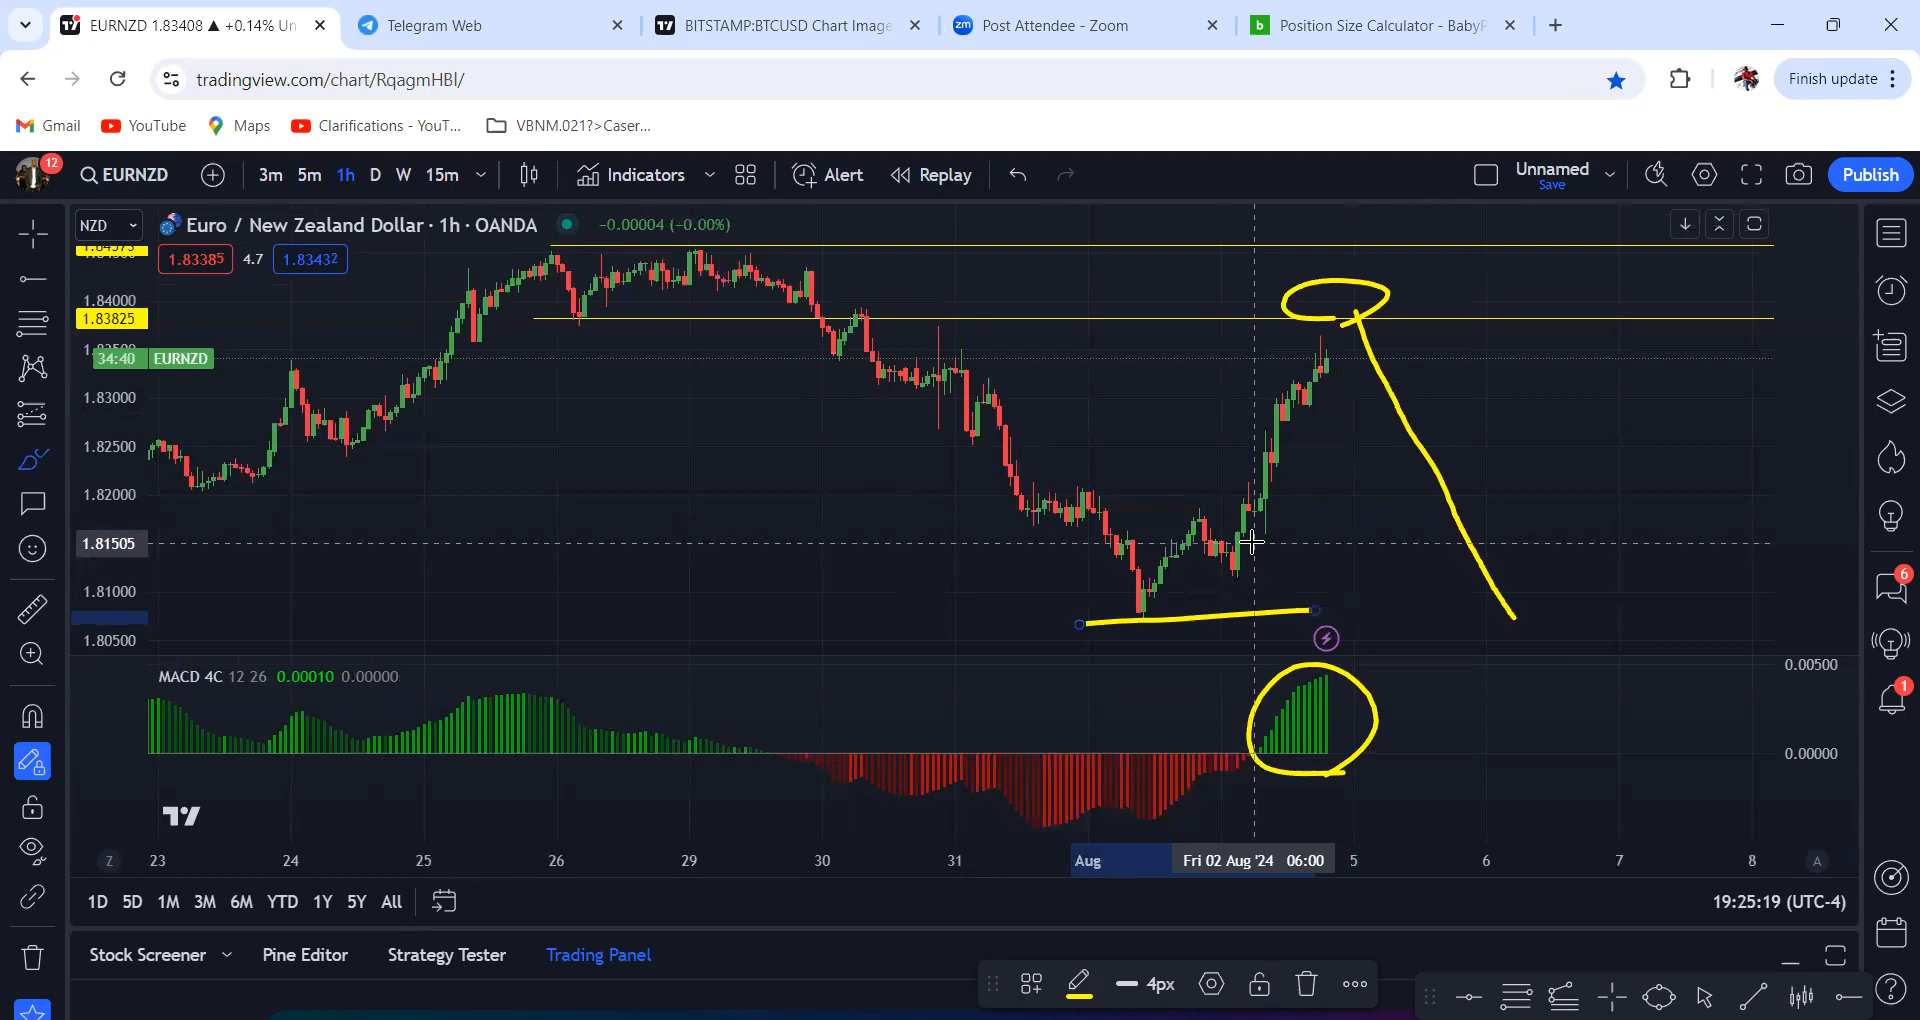 EURNZD 1.83408 ▲ +0.14% Un
Telegram Web
BITSTAMP:BTCUSD Chart Image
zm Post Attendee - Zoom
b Position Size Calculator - BabyP
tradingview.com/chart/RqagmHBl/
Finish update
Gmail
YouTube
Maps
Clarifications - YouT...
VBNM.021?>Caser...
12
EURNZD
3m 5m 1h D W 15m
Indicators
Alert
Replay
Unnamed
Save
Publish
NZD
Euro / New Zealand Dollar · 1h · OANDA
−0.00004 (−0.00%)
1.83385
4.7
1.83432
1.84000
1.83825
34:40 EURNZD
1.83000
1.82500
1.82000
1.81505
1.81000
1.80500
MACD 4C 12 26 0.00010 0.00000
0.00500
0.00000
6
1
Z
23 24 25 26 29 30 31 Aug Fri 02 Aug '24 06:00 5 6 7 8
A
1D 5D 1M 3M 6M YTD 1Y 5Y All
19:25:19 (UTC-4)
Stock Screener
Pine Editor
Strategy Tester
Trading Panel
4px